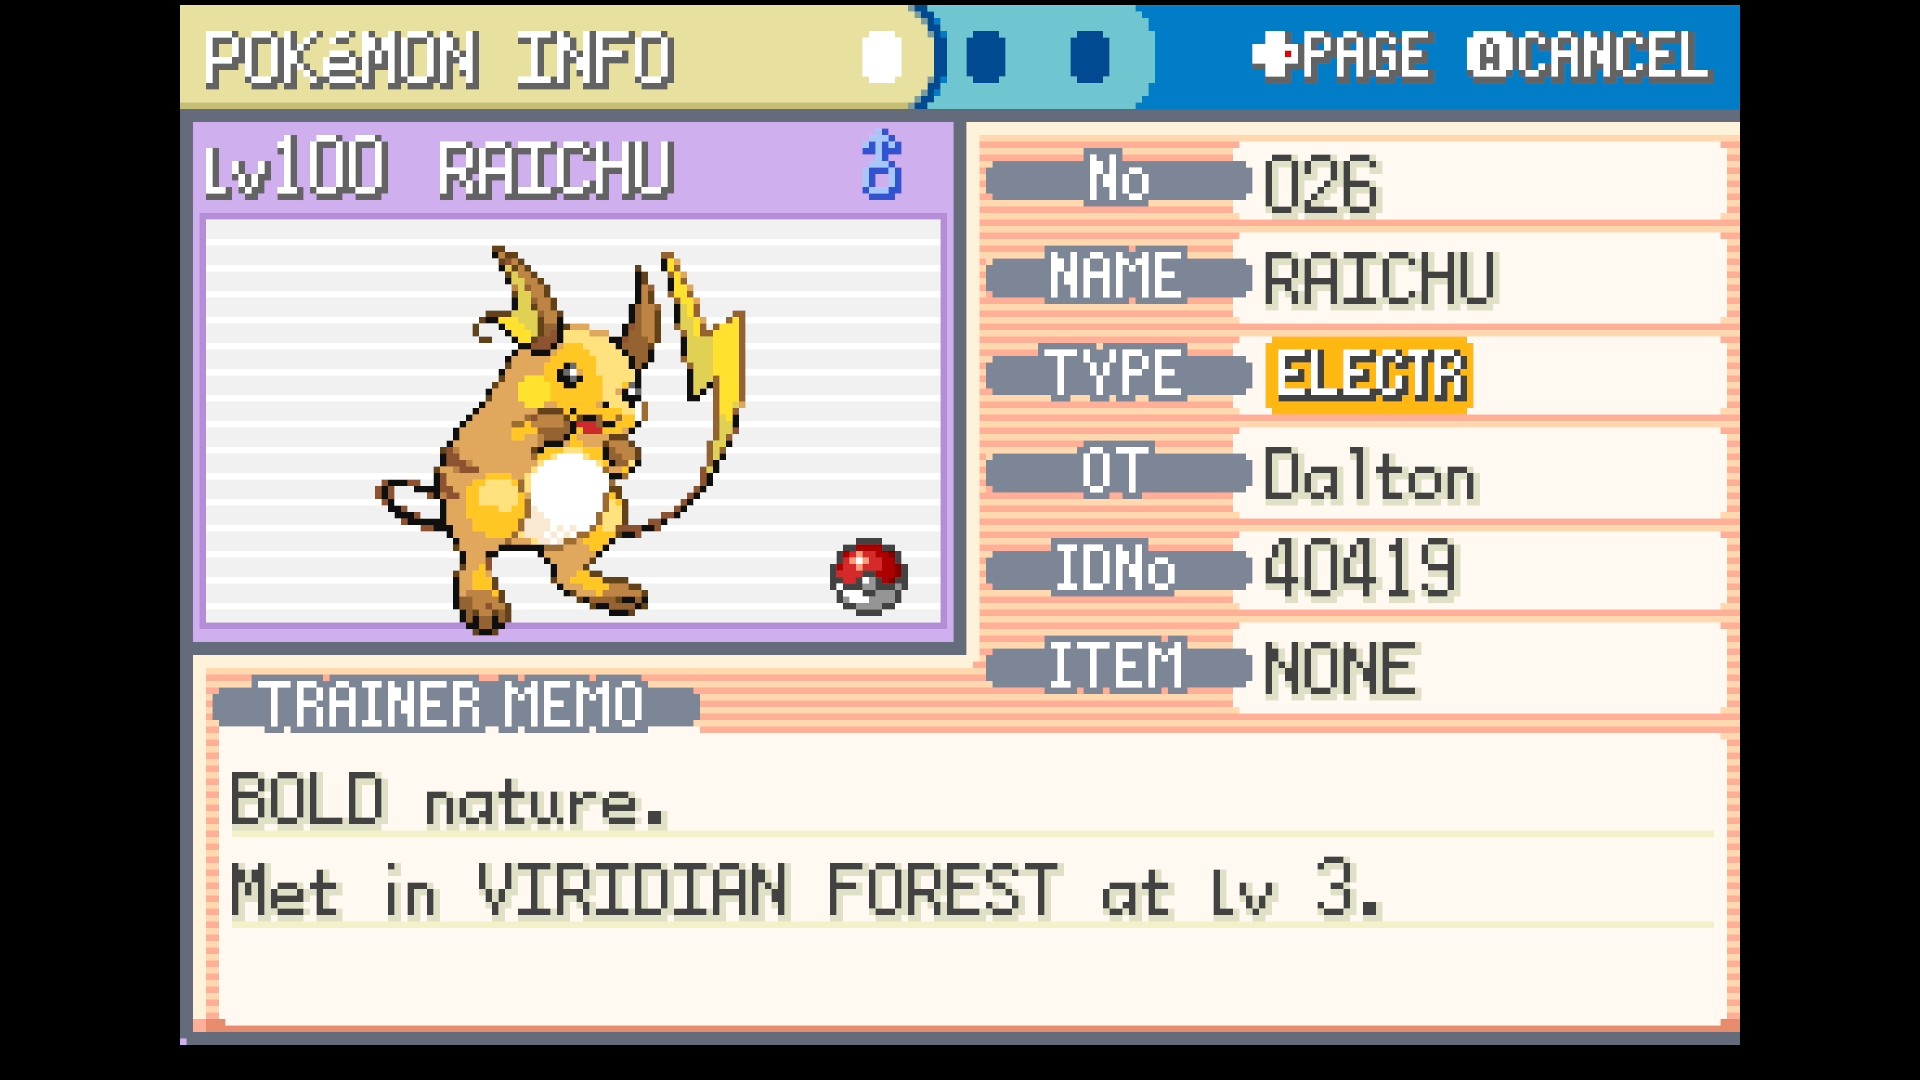 POKéMON INFO
PAGE
A CANCEL
Lv100 RAICHU ♂
No 026
NAME RAICHU
TYPE ELECTR
OT Dalton
IDNo 40419
ITEM NONE
TRAINER MEMO
BOLD nature.
Met in VIRIDIAN FOREST at Lv 3.